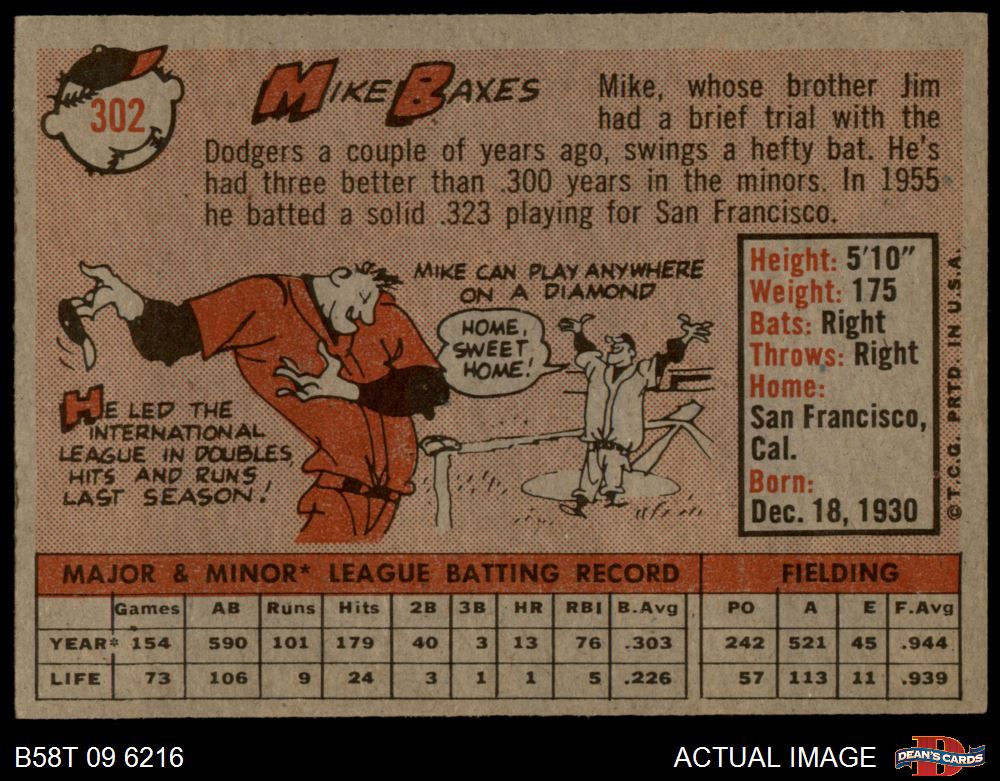 302
MIKE BAXES
Mike, whose brother Jim
had a brief trial with the
Dodgers a couple of years ago, swings a hefty bat. He's
had three better than .300 years in the minors. In 1955
he batted a solid .323 playing for San Francisco.
MIKE CAN PLAY ANYWHERE
ON A DIAMOND
HOME,
SWEET
HOME!
HE LED THE
INTERNATIONAL
LEAGUE IN DOUBLES,
HITS AND RUNS
LAST SEASON!
Height: 5'10"
Weight: 175
Bats: Right
Throws: Right
Home:
San Francisco,
Cal.
Born:
Dec. 18, 1930
©T.C.G. PRTD. IN U.S.A.
MAJOR & MINOR* LEAGUE BATTING RECORD FIELDING
Games AB Runs Hits 2B 3B HR RBI B.Avg PO A E F.Avg
YEAR* 154 590 101 179 40 3 13 76 .303 242 521 45 .944
LIFE 73 106 9 24 3 1 1 5 .226 57 113 11 .939
B58T 09 6216 ACTUAL IMAGE
D
DEAN'S CARDS